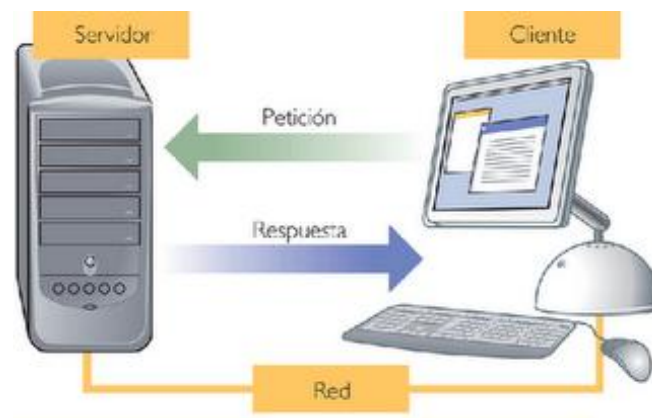 Servidor
Cliente
Petición
Respuesta
Red